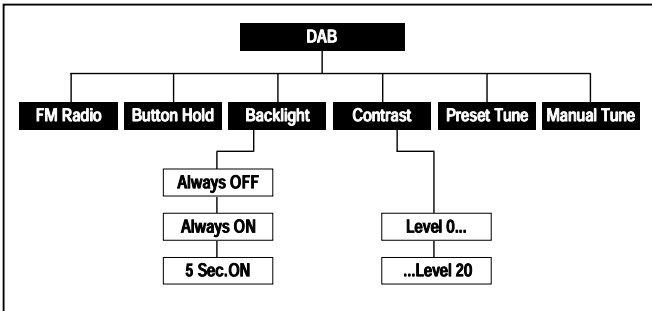 DAB
FM Radio Button Hold Backlight Contrast Preset Tune Manual Tune
Always OFF
Always ON
5 Sec.ON
Level 0...
...Level 20